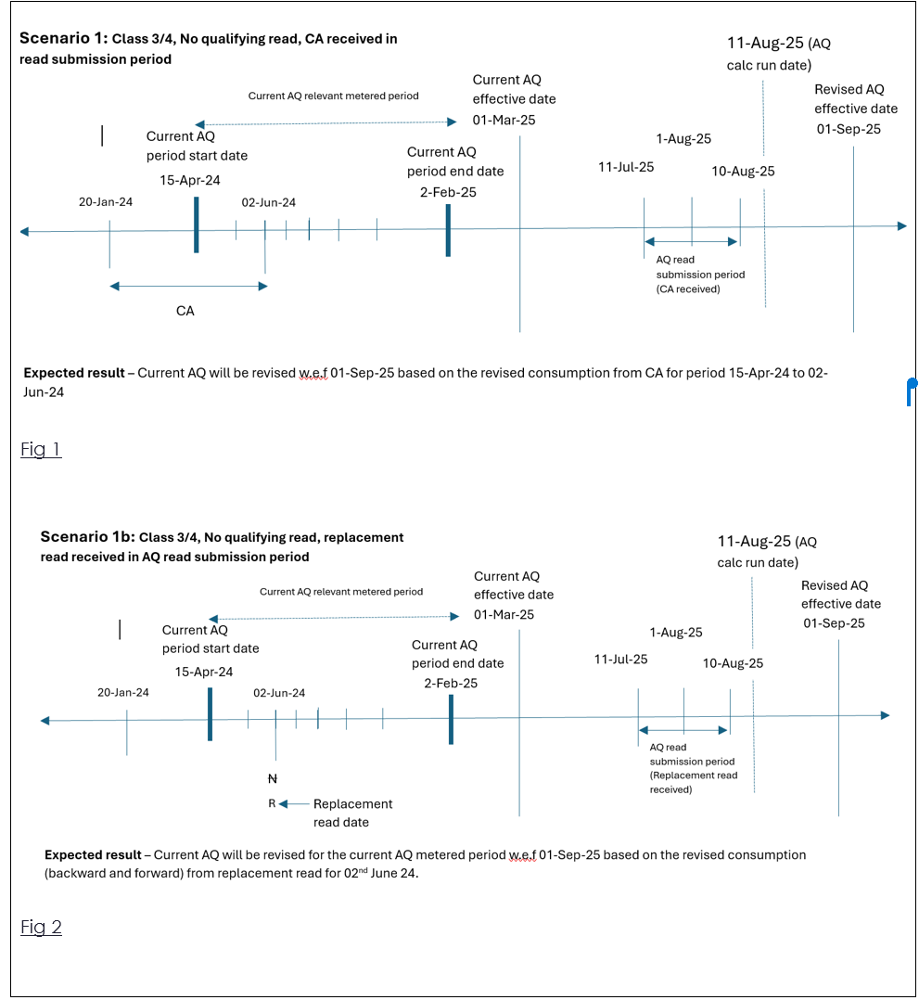 Scenario 1: Class 3/4, No qualifying read, CA received in
read submission period
11-Aug-25 (AQ
calc run date)
Current AQ
effective date
01-Mar-25
Revised AQ
effective date
01-Sep-25
Current AQ relevant metered period
Current AQ
period start date
15-Apr-24
Current AQ
period end date
2-Feb-25
1-Aug-25
11-Jul-25
10-Aug-25
20-Jan-24
02-Jun-24
AQ read
submission period
(CA received)
CA
Expected result – Current AQ will be revised w.e.f 01-Sep-25 based on the revised consumption from CA for period 15-Apr-24 to 02-
Jun-24
Fig 1
Scenario 1b: Class 3/4, No qualifying read, replacement
read received in AQ read submission period
11-Aug-25 (AQ
calc run date)
Current AQ
effective date
01-Mar-25
Revised AQ
effective date
01-Sep-25
Current AQ relevant metered period
Current AQ
period start date
15-Apr-24
Current AQ
period end date
2-Feb-25
1-Aug-25
11-Jul-25
10-Aug-25
20-Jan-24
02-Jun-24
AQ read
submission period
(Replacement read
received)
N
R
Replacement
read date
Expected result – Current AQ will be revised for the current AQ metered period w.e.f 01-Sep-25 based on the revised consumption
(backward and forward) from replacement read for 02nd June 24.
Fig 2